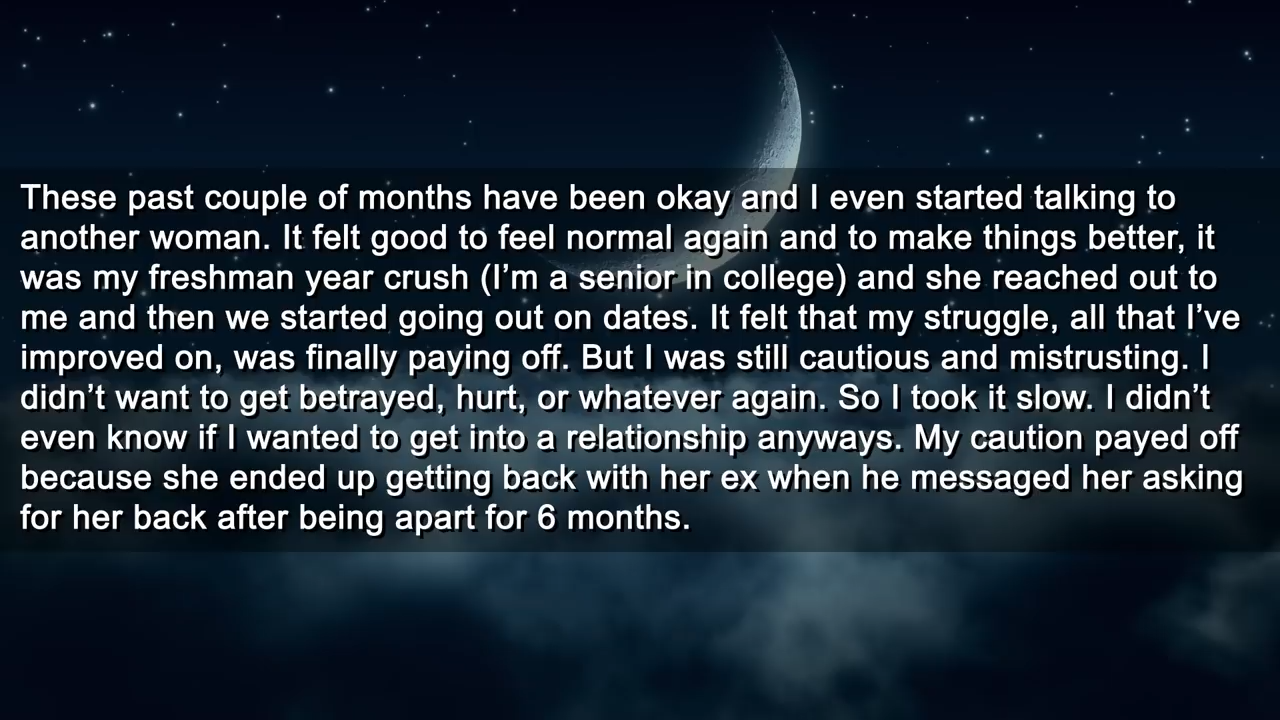 These past couple of months have been okay and I even started talking to
another woman. It felt good to feel normal again and to make things better, it
was my freshman year crush (I’m a senior in college) and she reached out to
me and then we started going out on dates. It felt that my struggle, all that I’ve
improved on, was finally paying off. But I was still cautious and mistrusting. I
didn’t want to get betrayed, hurt, or whatever again. So I took it slow. I didn’t
even know if I wanted to get into a relationship anyways. My caution payed off
because she ended up getting back with her ex when he messaged her asking
for her back after being apart for 6 months.